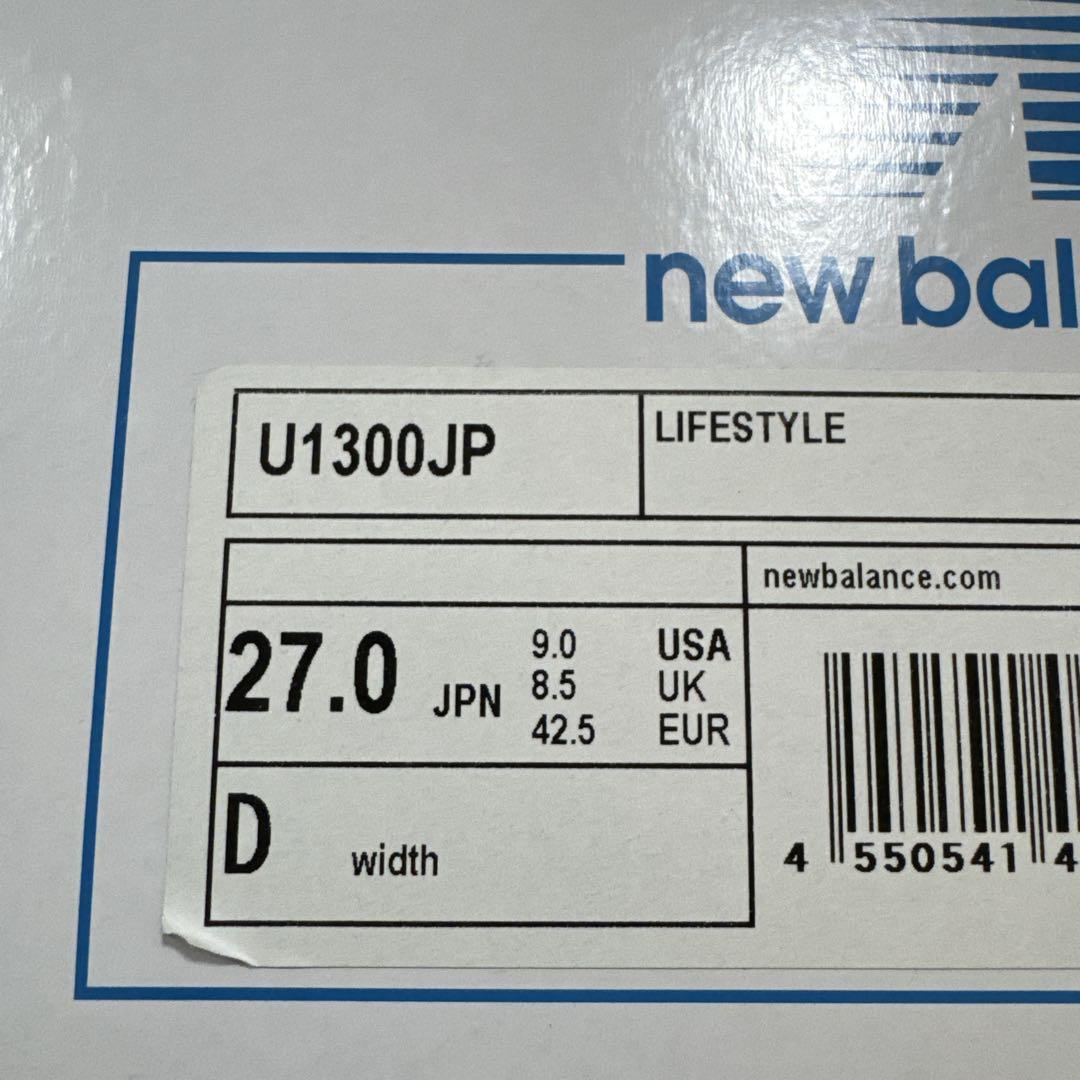 new bal
U1300JP
LIFESTYLE
newbalance.com
27.0 JPN
9.0 USA
8.5 UK
42.5 EUR
D width
4 550541 4